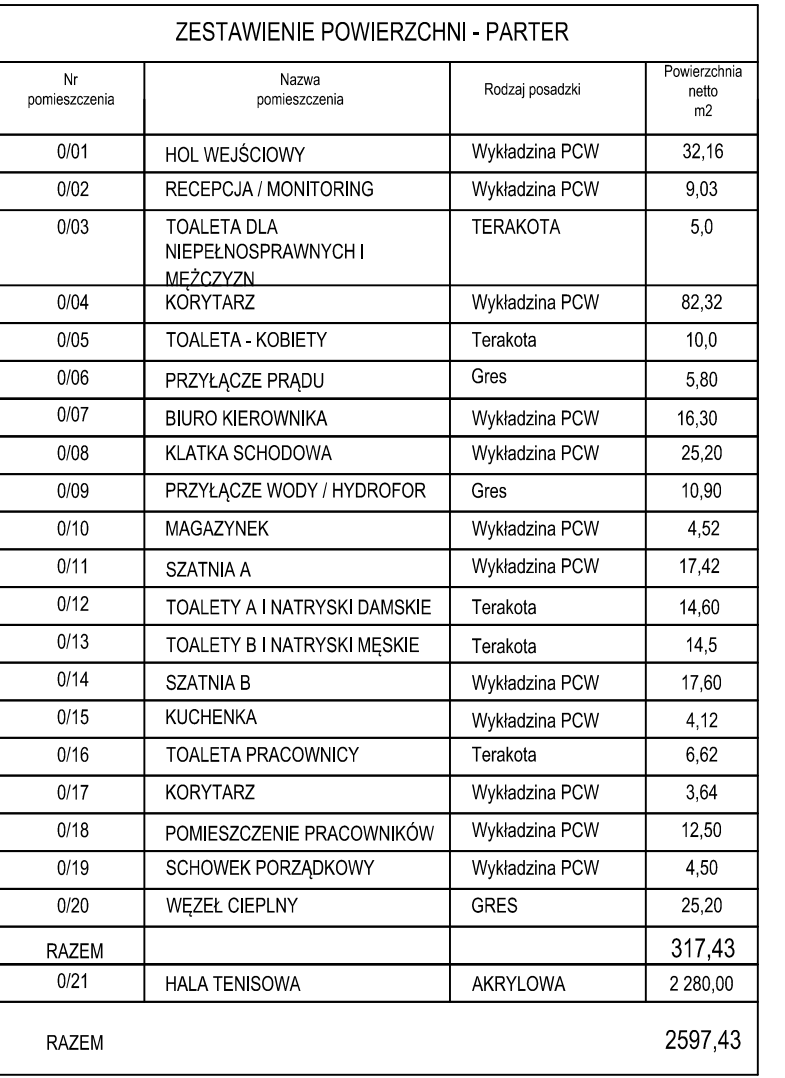 ZESTAWIENIE POWIERZCHNI - PARTER
Nr pomieszczenia Nazwa pomieszczenia Rodzaj posadzki Powierzchnia netto m2
0/01 HOL WEJŚCIOWY Wykładzina PCW 32,16
0/02 RECEPCJA / MONITORING Wykładzina PCW 9,03
0/03 TOALETA DLA TERAKOTA 5,0
NIEPEŁNOSPRAWNYCH I
MĘŻCZYZN
0/04 KORYTARZ Wykładzina PCW 82,32
0/05 TOALETA - KOBIETY Terakota 10,0
0/06 PRZYŁĄCZE PRĄDU Gres 5,80
0/07 BIURO KIEROWNIKA Wykładzina PCW 16,30
0/08 KLATKA SCHODOWA Wykładzina PCW 25,20
0/09 PRZYŁĄCZE WODY / HYDROFOR Gres 10,90
0/10 MAGAZYNEK Wykładzina PCW 4,52
0/11 SZATNIA A Wykładzina PCW 17,42
0/12 TOALETY A I NATRYSKI DAMSKIE Terakota 14,60
0/13 TOALETY B I NATRYSKI MĘSKIE Terakota 14,5
0/14 SZATNIA B Wykładzina PCW 17,60
0/15 KUCHENKA Wykładzina PCW 4,12
0/16 TOALETA PRACOWNICY Terakota 6,62
0/17 KORYTARZ Wykładzina PCW 3,64
0/18 POMIESZCZENIE PRACOWNIKÓW Wykładzina PCW 12,50
0/19 SCHOWEK PORZĄDKOWY Wykładzina PCW 4,50
0/20 WĘZEŁ CIEPLNY GRES 25,20
RAZEM 317,43
0/21 HALA TENISOWA AKRYLOWA 2 280,00
RAZEM 2597,43